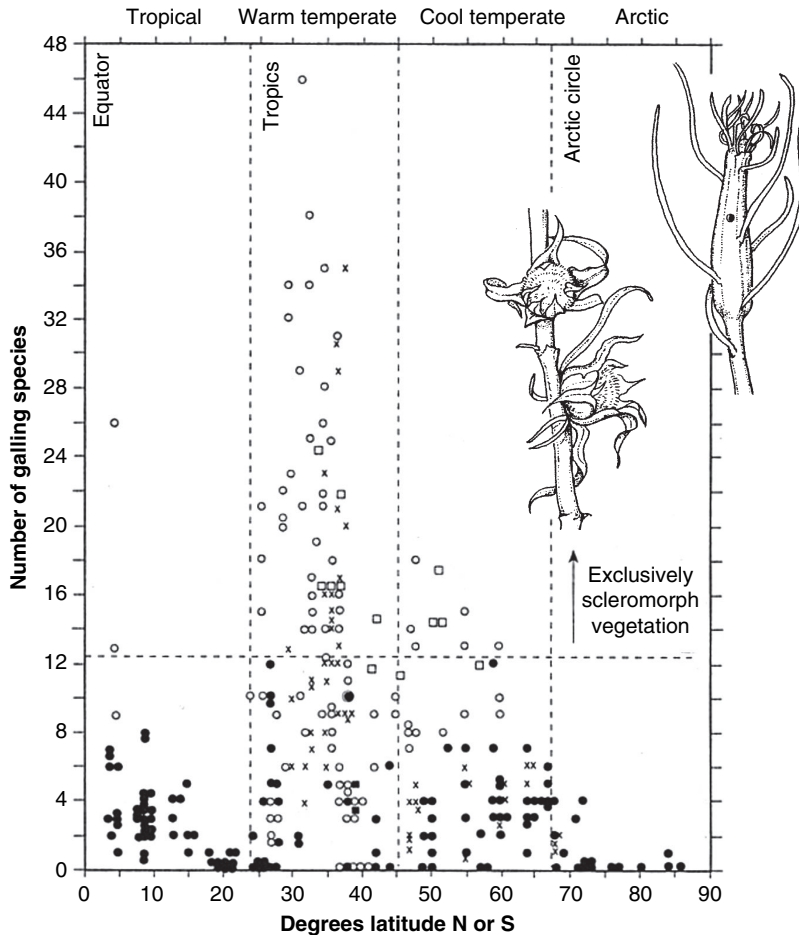 Tropical Warm temperate Cool temperate Arctic
Equator
Tropics
Arctic circle
Number of galling species
48
44
40
36
32
28
24
20
16
12
8
4
0
Exclusively
scleromorph
vegetation
0 10 20 30 40 50 60 70 80 90
Degrees latitude N or S